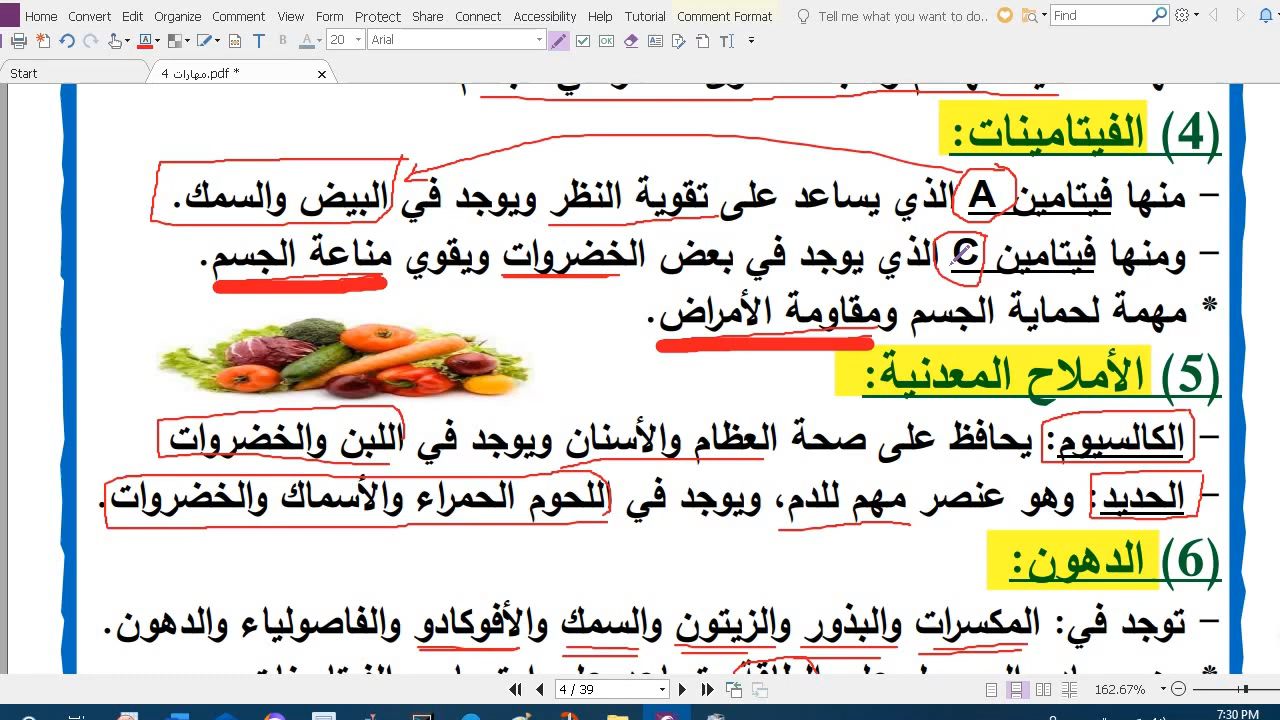 Home Convert Edit Organize Comment View Form Protect Share Connect Accessibility Help Tutorial Comment Format Tell me what you want to do.. Find
20 Arial
Start مهارات 4.pdf *
(4) الفيتامينات:
– منها فيتامين A الذي يساعد على تقوية النظر ويوجد في البيض والسمك.
– ومنها فيتامين C الذي يوجد في بعض الخضروات ويقوي مناعة الجسم.
* مهمة لحماية الجسم ومقاومة الأمراض.
(5) الأملاح المعدنية:
– الكالسيوم: يحافظ على صحة العظام والأسنان ويوجد في اللبن والخضروات
– الحديد: وهو عنصر مهم للدم، ويوجد في اللحوم الحمراء والأسماك والخضروات.
(6) الدهون:
– توجد في: المكسرات والبذور والزيتون والسمك والأفوكادو والفاصولياء والدهون.
4 / 39 162.67%
7:30 PM